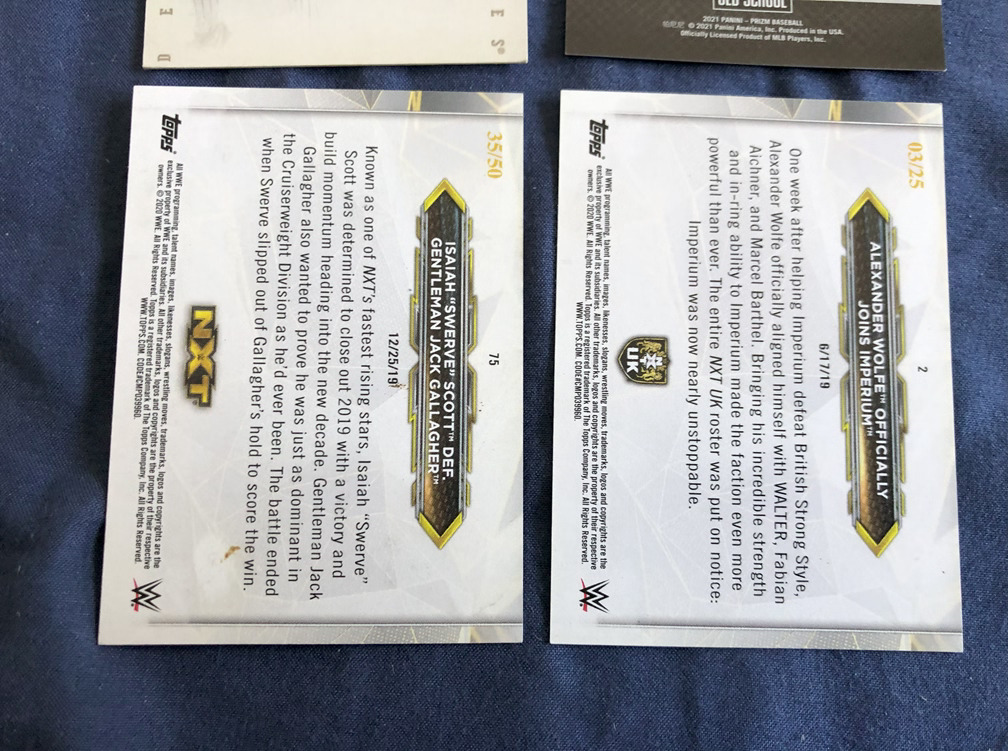 E S®
D E
OLD SCHOOL
2021 PANINI – PRIZM BASEBALL
© 2021 Panini America, Inc. Produced in the USA.
Officially Licensed Product of MLB Players, Inc.
35/50
75
ISAIAH “SWERVE” SCOTT™ DEF.
GENTLEMAN JACK GALLAGHER™
12/25/19
Known as one of NXT’s fastest rising stars, Isaiah “Swerve”
Scott was determined to close out 2019 with a victory and
build momentum heading into the new decade. Gentleman Jack
Gallagher also wanted to prove he was just as dominant in
the Cruiserweight Division as he’d ever been. The battle ended
when Swerve slipped out of Gallagher’s hold to score the win.
NXT
topps
All WWE programming, talent names, images, likenesses, slogans, wrestling moves, trademarks, logos and copyrights are the
exclusive property of WWE and its subsidiaries. All other trademarks, logos and copyrights are the property of their respective
owners. © 2020 WWE. All Rights Reserved. Topps is a registered trademark of The Topps Company, Inc. All Rights Reserved.
WWW.TOPPS.COM. CODE#CMP039960.
W
03/25
2
ALEXANDER WOLFE™ OFFICIALLY
JOINS IMPERIUM™
6/17/19
One week after helping Imperium defeat British Strong Style,
Alexander Wolfe officially aligned himself with WALTER, Fabian
Aichner, and Marcel Barthel. Bringing his incredible strength
and in-ring ability to Imperium made the faction even more
powerful than ever. The entire NXT UK roster was put on notice:
Imperium was now nearly unstoppable.
UK
topps
All WWE programming, talent names, images, likenesses, slogans, wrestling moves, trademarks, logos and copyrights are the
exclusive property of WWE and its subsidiaries. All other trademarks, logos and copyrights are the property of their respective
owners. © 2020 WWE. All Rights Reserved. Topps is a registered trademark of The Topps Company, Inc. All Rights Reserved.
WWW.TOPPS.COM. CODE#CMP039960.
W